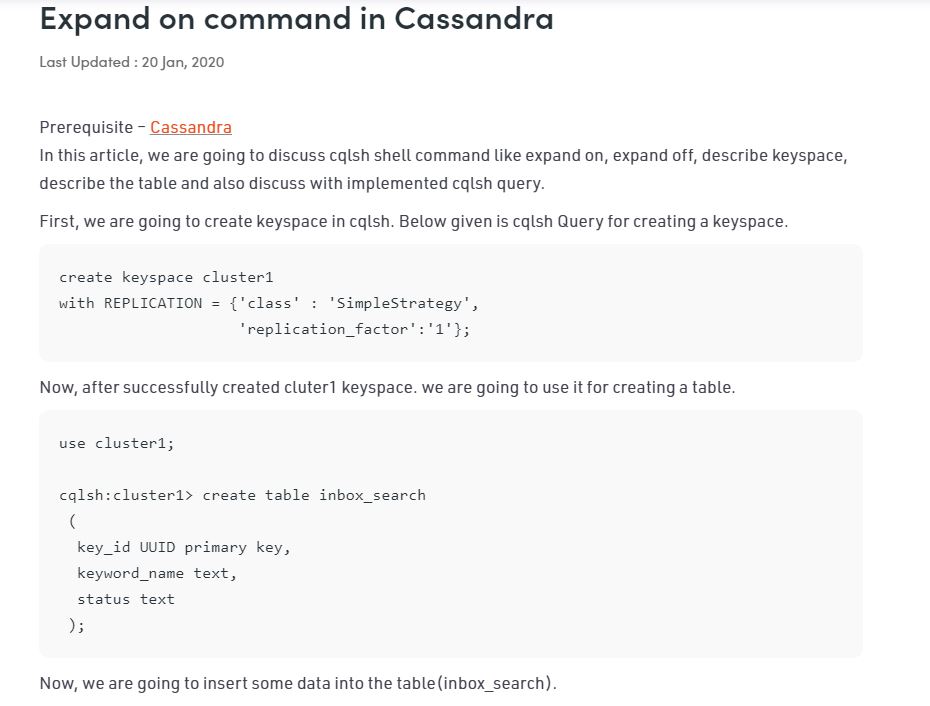 Expand on command in Cassandra
Last Updated : 20 Jan, 2020
Prerequisite – Cassandra
In this article, we are going to discuss cqlsh shell command like expand on, expand off, describe keyspace,
describe the table and also discuss with implemented cqlsh query.
First, we are going to create keyspace in cqlsh. Below given is cqlsh Query for creating a keyspace.
create keyspace cluster1
with REPLICATION = {'class' : 'SimpleStrategy',
'replication_factor':'1'};
Now, after successfully created cluter1 keyspace. we are going to use it for creating a table.
use cluster1;
cqlsh:cluster1> create table inbox_search
(
key_id UUID primary key,
keyword_name text,
status text
);
Now, we are going to insert some data into the table(inbox_search).